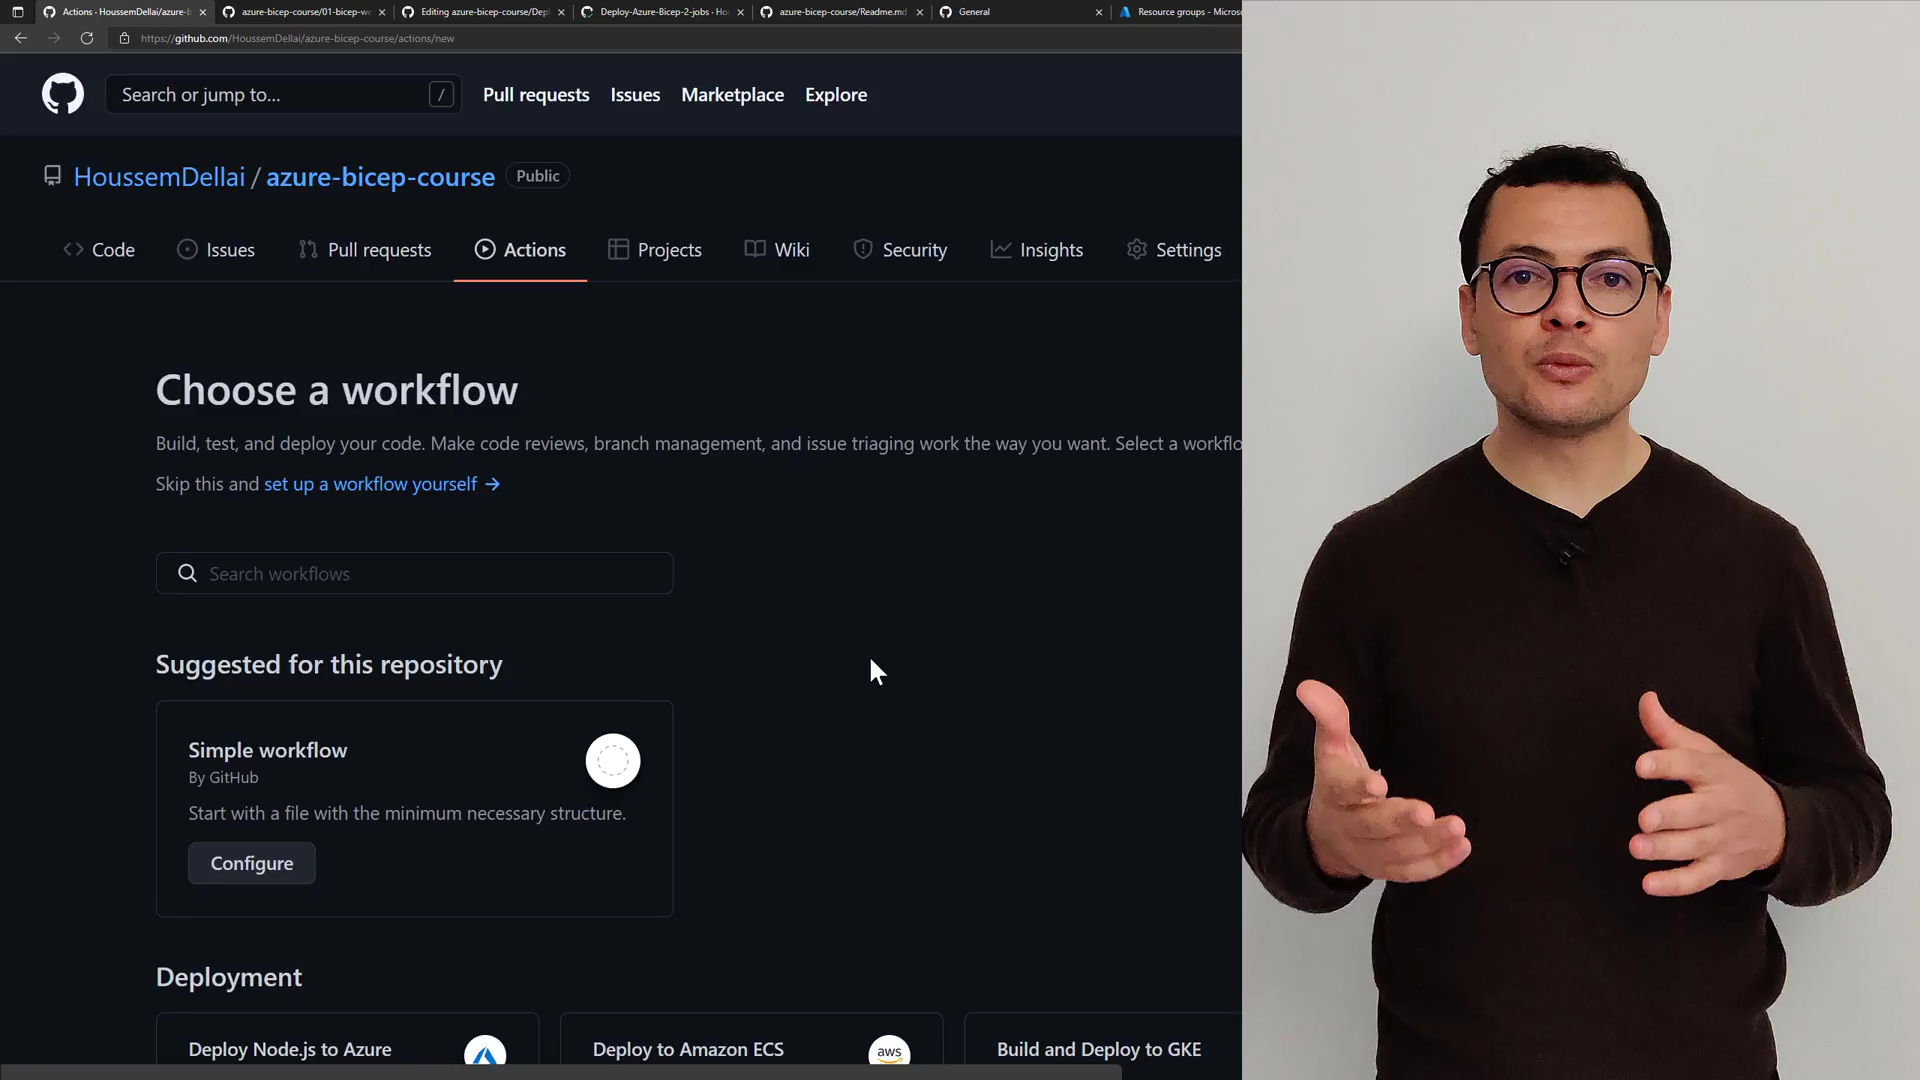 Actions · HoussemDellai/azure-b
azure-bicep-course/01-bicep-we
Editing azure-bicep-course/Depl
Deploy-Azure-Bicep-2-jobs · Ho
azure-bicep-course/Readme.md
General
Resource groups - Micros
https://github.com/HoussemDellai/azure-bicep-course/actions/new
Search or jump to... /
Pull requests
Issues
Marketplace
Explore
HoussemDellai / azure-bicep-course Public
Code
Issues
Pull requests
Actions
Projects
Wiki
Security
Insights
Settings
Choose a workflow
Build, test, and deploy your code. Make code reviews, branch management, and issue triaging work the way you want. Select a workflo
Skip this and set up a workflow yourself →
Search workflows
Suggested for this repository
Simple workflow
By GitHub
Start with a file with the minimum necessary structure.
Configure
Deployment
Deploy Node.js to Azure
Deploy to Amazon ECS
aws
Build and Deploy to GKE